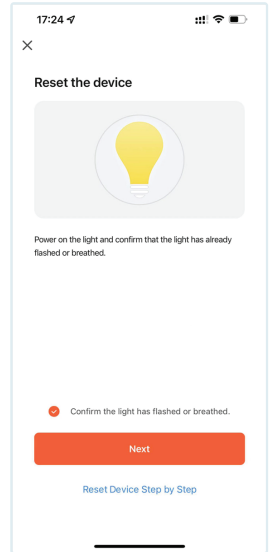 17:24
Reset the device
Power on the light and confirm that the light has already
flashed or breathed.
Confirm the light has flashed or breathed.
Next
Reset Device Step by Step